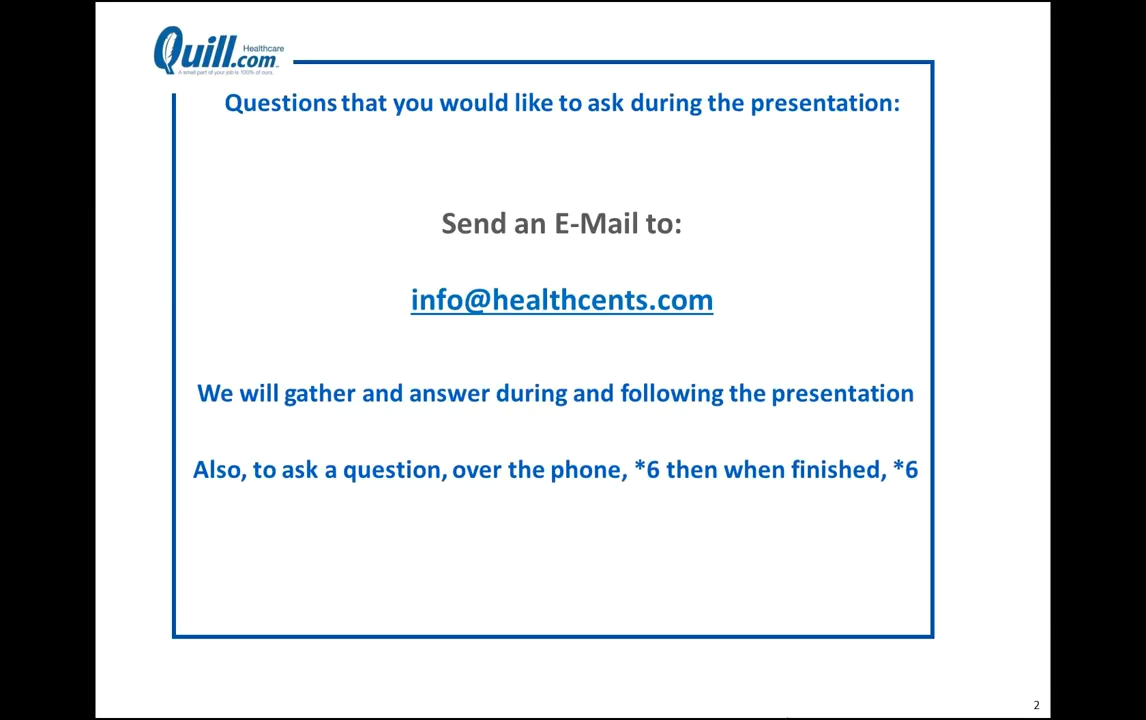 Quill.com
Healthcare
A small part of your job is 100% of ours.
Questions that you would like to ask during the presentation:
Send an E-Mail to:
info@healthcents.com
We will gather and answer during and following the presentation
Also, to ask a question, over the phone, *6 then when finished, *6
2